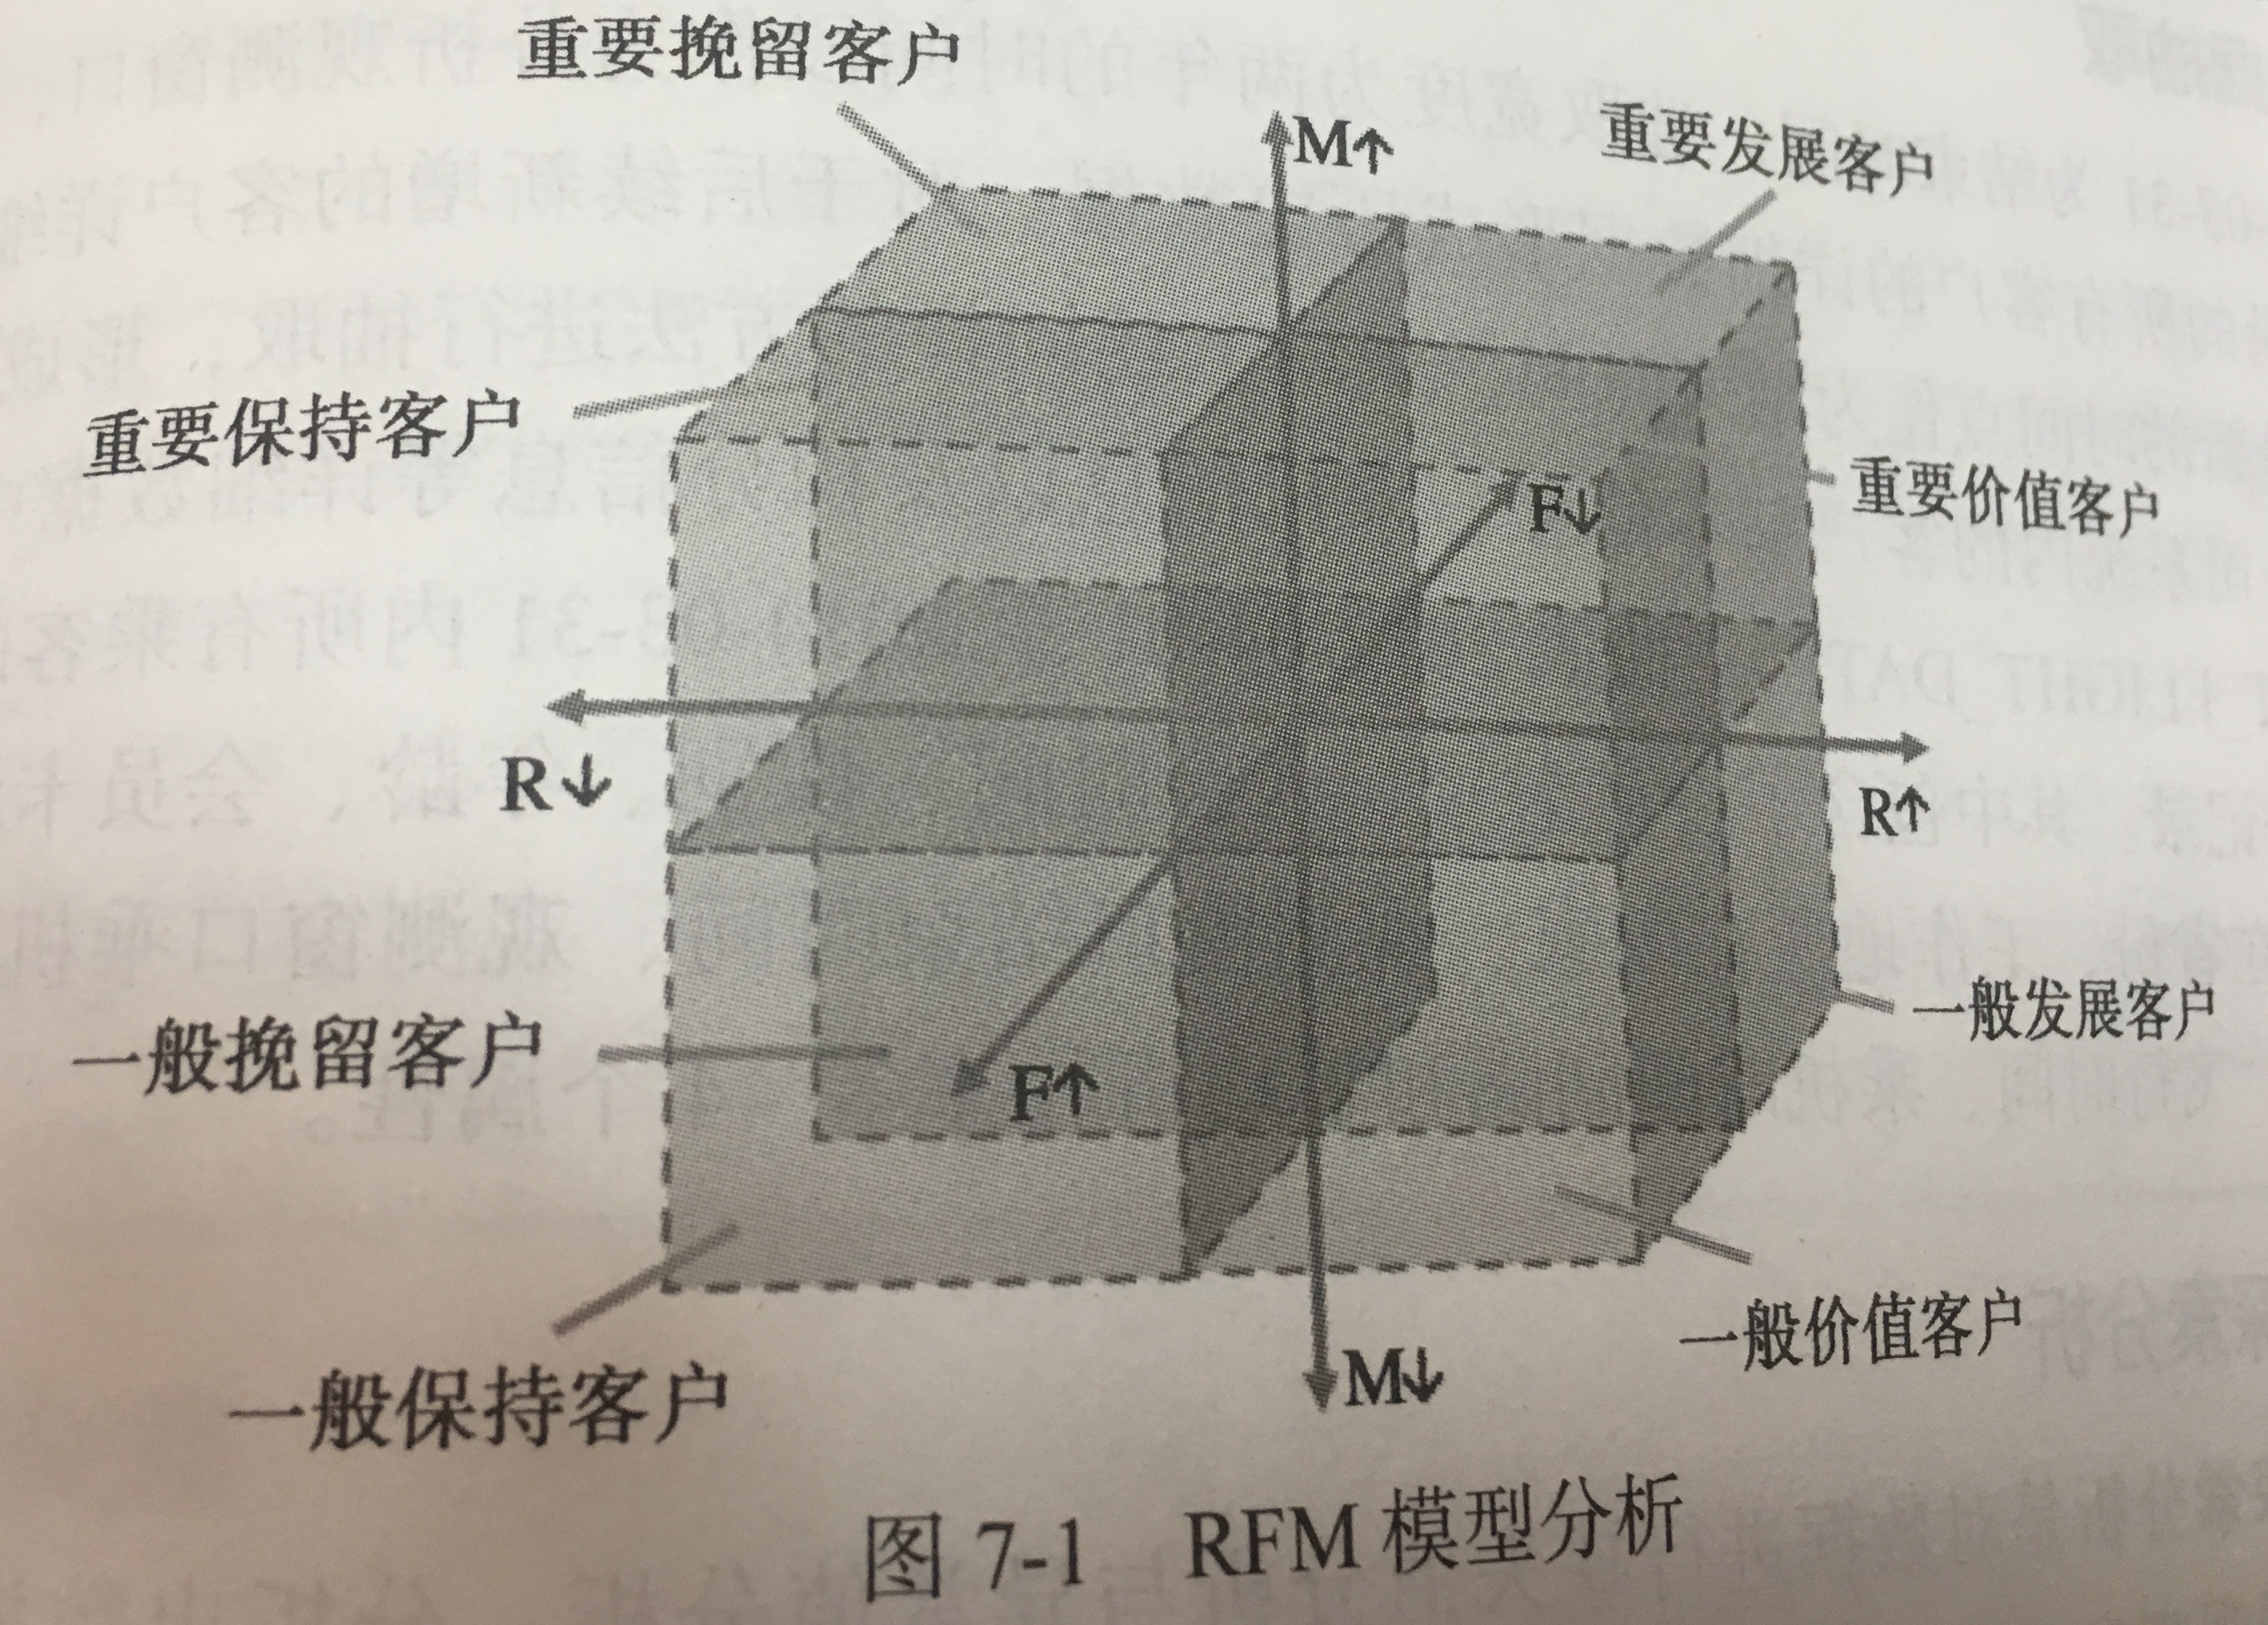 重要挽留客户
M↑
重要发展客户
重要保持客户
F↓
重要价值客户
R↓
R↑
一般挽留客户
F↑
一般发展客户
一般保持客户
M↓
一般价值客户
图 7-1 RFM 模型分析